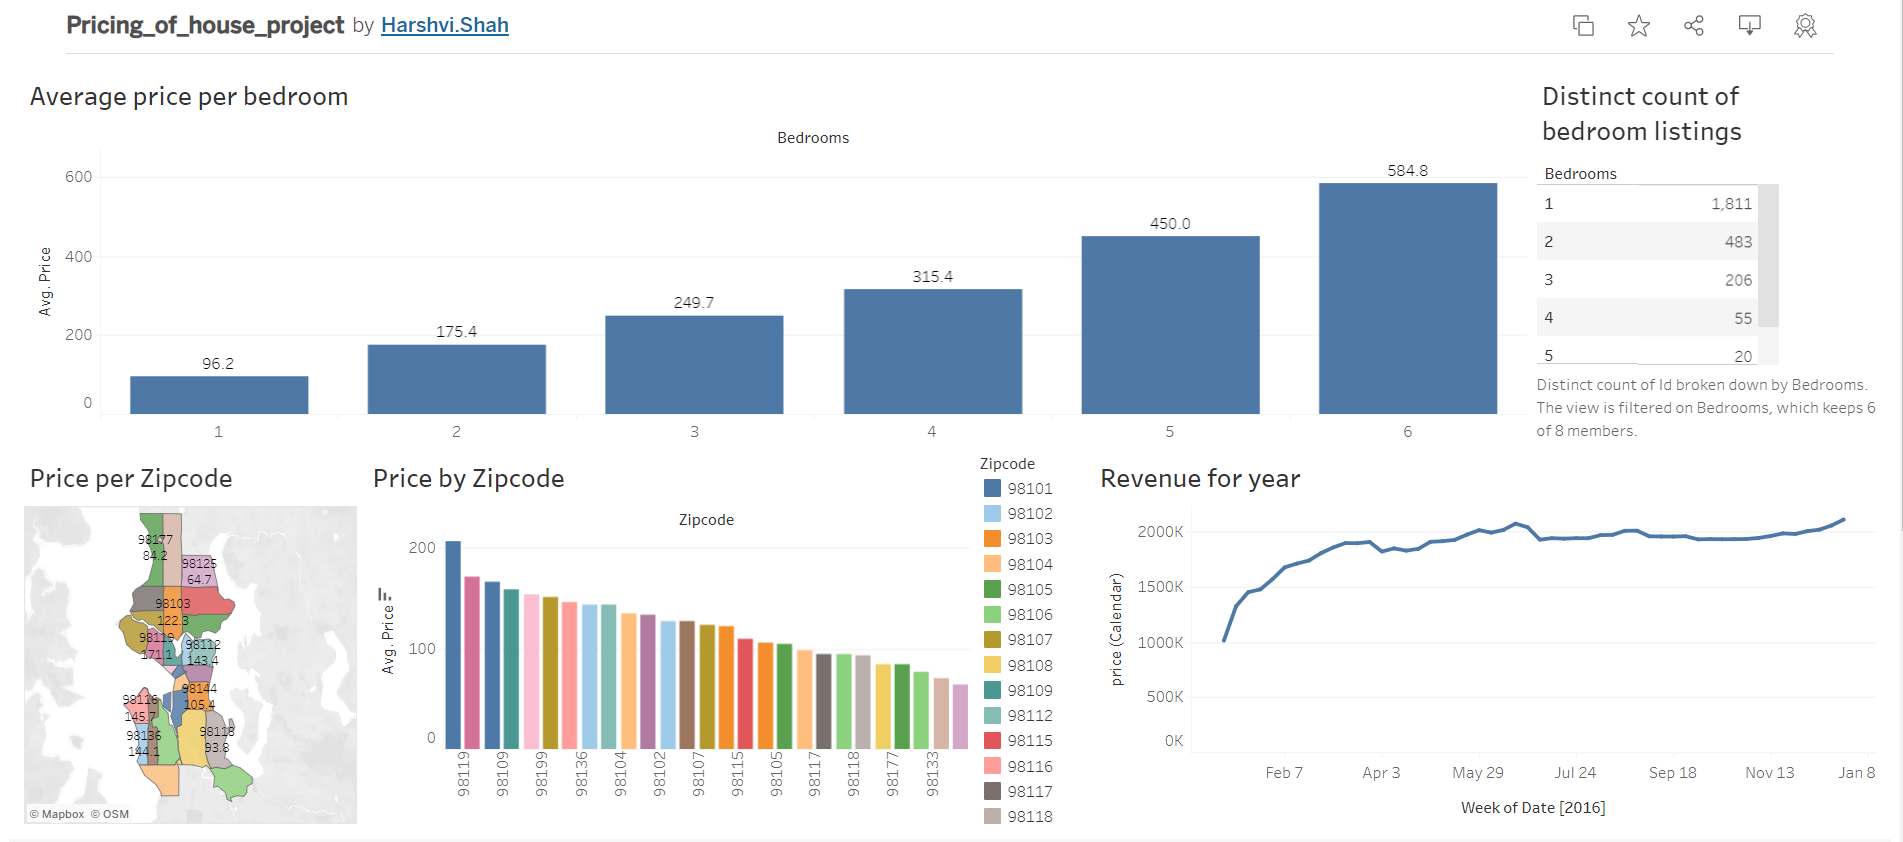 Pricing_of_house_project by Harshvi.Shah
Average price per bedroom
Bedrooms
Avg. Price
600
400
200
0
96.2
175.4
249.7
315.4
450.0
584.8
1
2
3
4
5
6
Distinct count of
bedroom listings
Bedrooms
1 1,811
2 483
3 206
4 55
5 20
Distinct count of Id broken down by Bedrooms.
The view is filtered on Bedrooms, which keeps 6
of 8 members.
Price per Zipcode
98177
84.2
98125
64.7
98103
122.3
98119
171.1
98112
143.4
98144
105.4
98116
145.7
98136
144.1
98118
93.8
© Mapbox © OSM
Price by Zipcode
Zipcode
Avg. Price
200
100
0
98119
98109
98199
98136
98104
98102
98107
98115
98105
98117
98118
98177
98133
Zipcode
98101
98102
98103
98104
98105
98106
98107
98108
98109
98112
98115
98116
98117
98118
Revenue for year
price (Calendar)
2000K
1500K
1000K
500K
0K
Feb 7
Apr 3
May 29
Jul 24
Sep 18
Nov 13
Jan 8
Week of Date [2016]